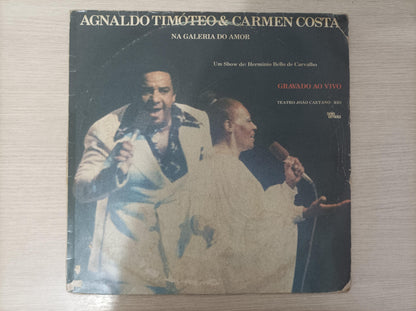 AGNALDO TIMÓTEO & CARMEN COSTA
NA GALERIA DO AMOR
Um Show de: Hermínio Bello de Carvalho
GRAVADO AO VIVO
TEATRO JOÃO CAETANO - RIO